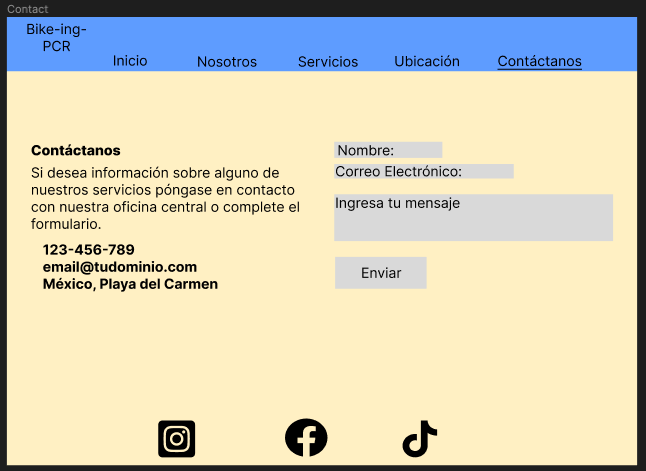 Contact
Bike-ing-
PCR
Inicio
Nosotros
Servicios
Ubicación
Contáctanos
Contáctanos
Si desea información sobre alguno de
nuestros servicios póngase en contacto
con nuestra oficina central o complete el
formulario.
123-456-789
email@tudominio.com
México, Playa del Carmen
Nombre:
Correo Electrónico:
Ingresa tu mensaje
Enviar